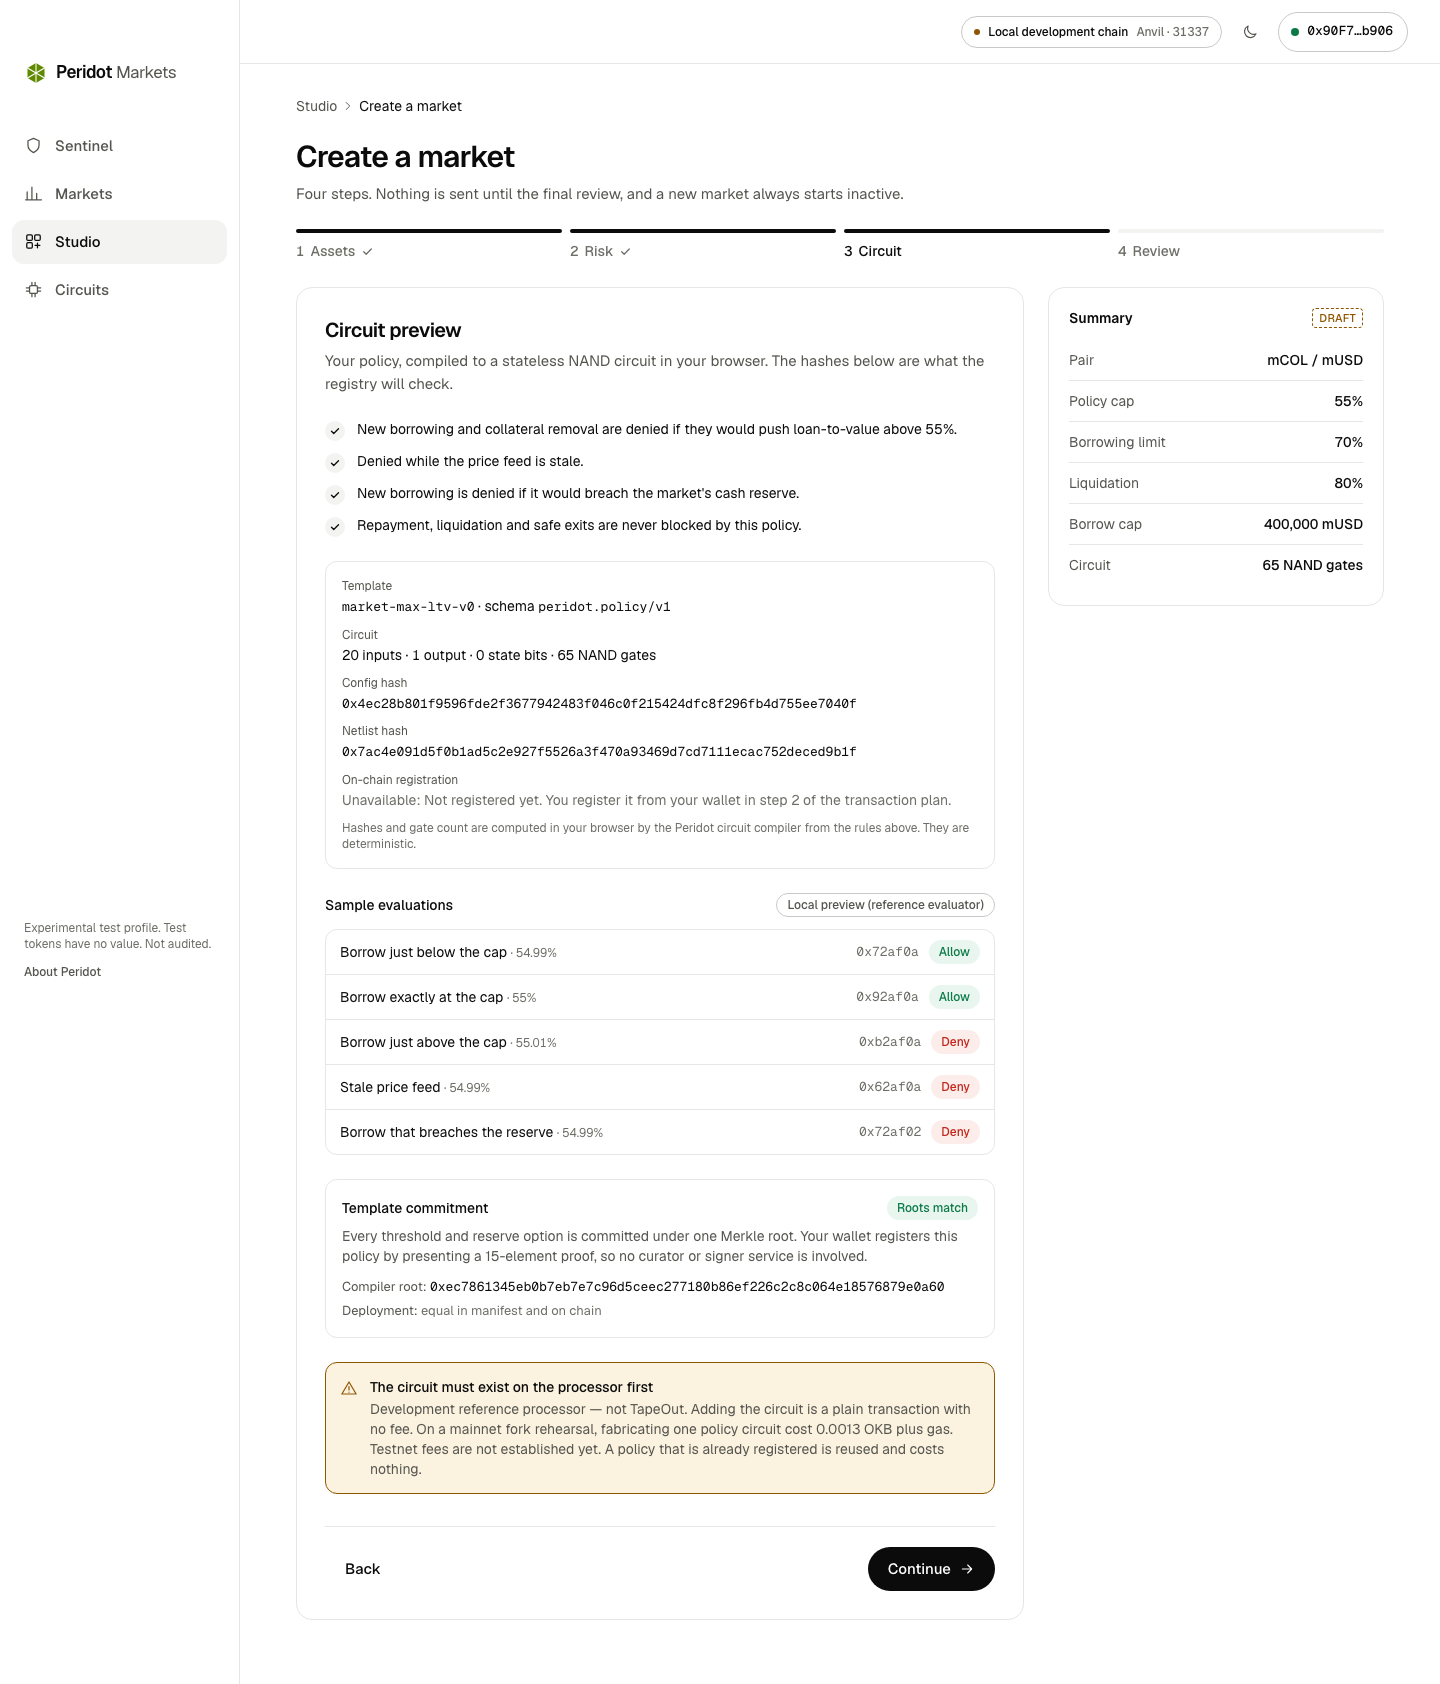 Peridot Markets
Sentinel
Markets
Studio
Circuits
Experimental test profile. Test
tokens have no value. Not audited.
About Peridot
Local development chain Anvil · 31337
0x90F7…b906
Studio > Create a market
Create a market
Four steps. Nothing is sent until the final review, and a new market always starts inactive.
1 Assets ✓
2 Risk ✓
3 Circuit
4 Review
Circuit preview
Your policy, compiled to a stateless NAND circuit in your browser. The hashes below are what the
registry will check.
New borrowing and collateral removal are denied if they would push loan-to-value above 55%.
Denied while the price feed is stale.
New borrowing is denied if it would breach the market's cash reserve.
Repayment, liquidation and safe exits are never blocked by this policy.
Template
market-max-ltv-v0 · schema peridot.policy/v1
Circuit
20 inputs · 1 output · 0 state bits · 65 NAND gates
Config hash
0x4ec28b801f9596fde2f3677942483f046c0f215424dfc8f296fb4d755ee7040f
Netlist hash
0x7ac4e091d5f0b1ad5c2e927f5526a3f470a93469d7cd7111ecac752deced9b1f
On-chain registration
Unavailable: Not registered yet. You register it from your wallet in step 2 of the transaction plan.
Hashes and gate count are computed in your browser by the Peridot circuit compiler from the rules above. They are
deterministic.
Sample evaluations
Local preview (reference evaluator)
Borrow just below the cap · 54.99% 0x72af0a Allow
Borrow exactly at the cap · 55% 0x92af0a Allow
Borrow just above the cap · 55.01% 0xb2af0a Deny
Stale price feed · 54.99% 0x62af0a Deny
Borrow that breaches the reserve · 54.99% 0x72af02 Deny
Template commitment
Roots match
Every threshold and reserve option is committed under one Merkle root. Your wallet registers this
policy by presenting a 15-element proof, so no curator or signer service is involved.
Compiler root: 0xec7861345eb0b7eb7e7c96d5ceec277180b86ef226c2c8c064e18576879e0a60
Deployment: equal in manifest and on chain
The circuit must exist on the processor first
Development reference processor — not TapeOut. Adding the circuit is a plain transaction with
no fee. On a mainnet fork rehearsal, fabricating one policy circuit cost 0.0013 OKB plus gas.
Testnet fees are not established yet. A policy that is already registered is reused and costs
nothing.
Back
Continue →
Summary
DRAFT
Pair mCOL / mUSD
Policy cap 55%
Borrowing limit 70%
Liquidation 80%
Borrow cap 400,000 mUSD
Circuit 65 NAND gates